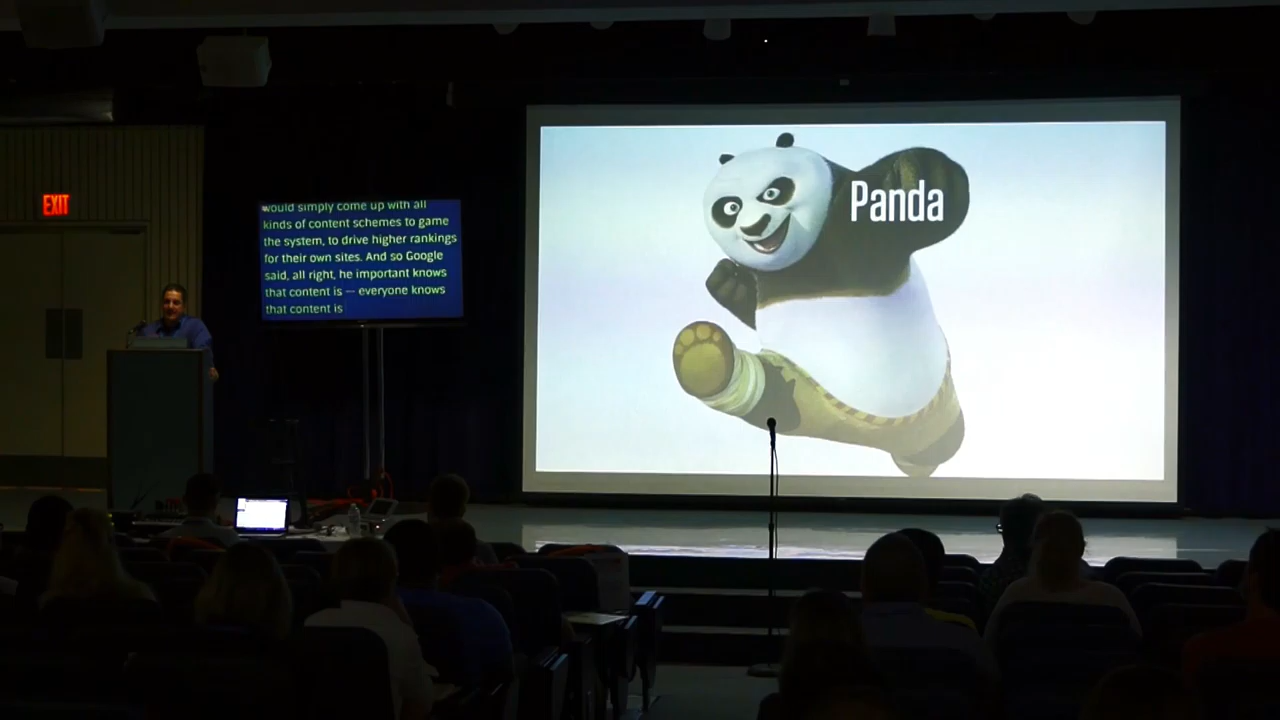 EXIT
would simply come up with all
kinds of content schemes to game
the system, to drive higher rankings
for their own sites. And so Google
said, all right, he important knows
that content is — everyone knows
that content is
Panda